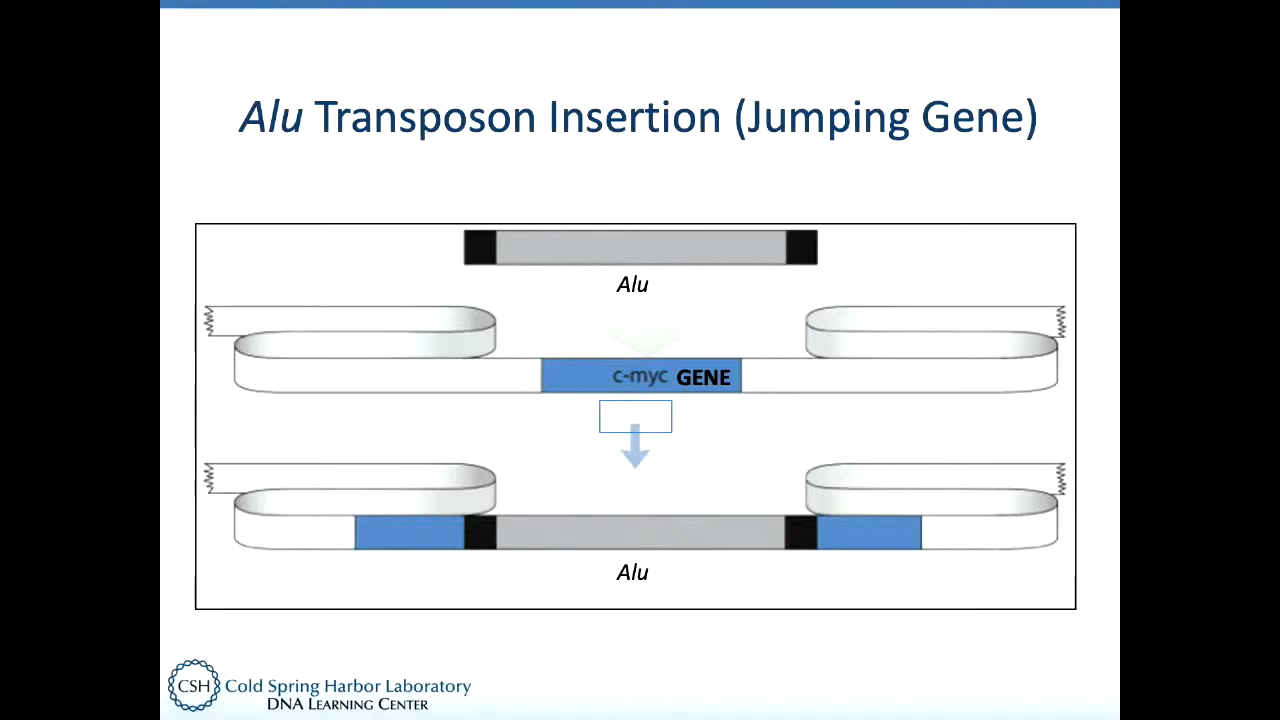 Alu Transposon Insertion (Jumping Gene)
Alu
c-myc GENE
Alu
CSH Cold Spring Harbor Laboratory
DNA LEARNING CENTER